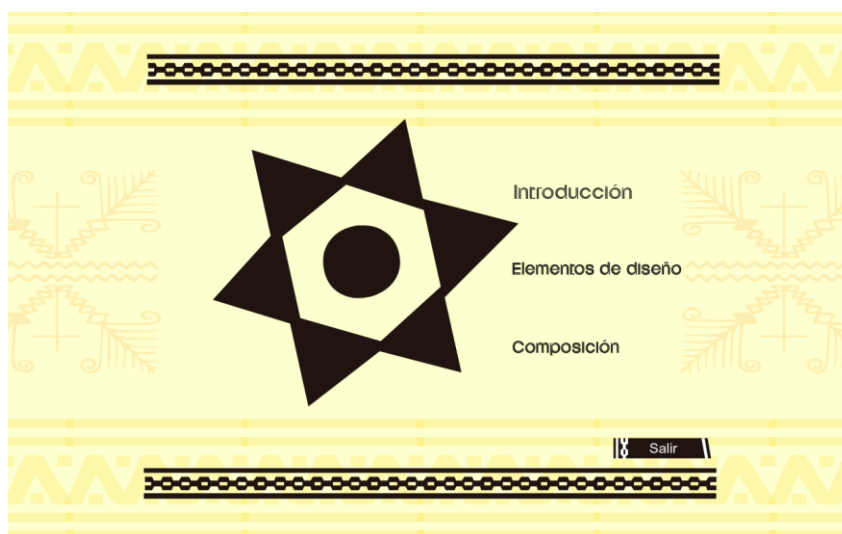 Introducción
Elementos de diseño
Composición
Salir